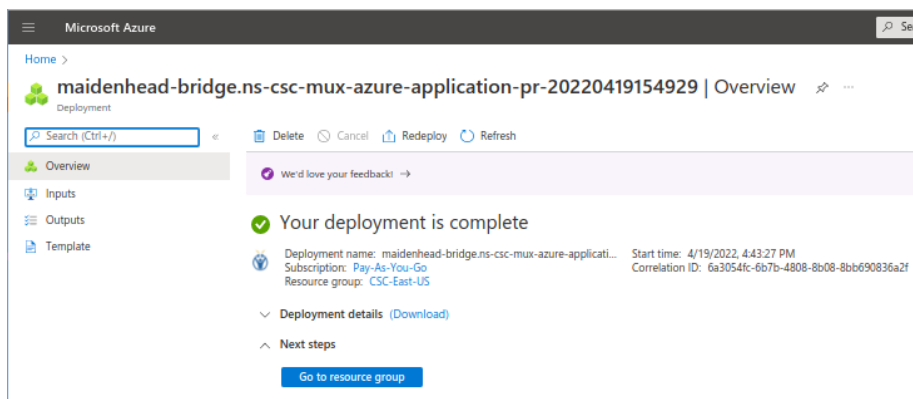 Microsoft Azure
Home >
maidenhead-bridge.ns-csc-mux-azure-application-pr-20220419154929 | Overview
Deployment
Search (Ctrl+/)
Delete Cancel Redeploy Refresh
Overview
Inputs
Outputs
Template
We'd love your feedback! →
Your deployment is complete
Deployment name: maidenhead-bridge.ns-csc-mux-azure-applicati... Start time: 4/19/2022, 4:43:27 PM
Subscription: Pay-As-You-Go Correlation ID: 6a3054fc-6b7b-4808-8b08-8bb690836a2f
Resource group: CSC-East-US
Deployment details (Download)
Next steps
Go to resource group